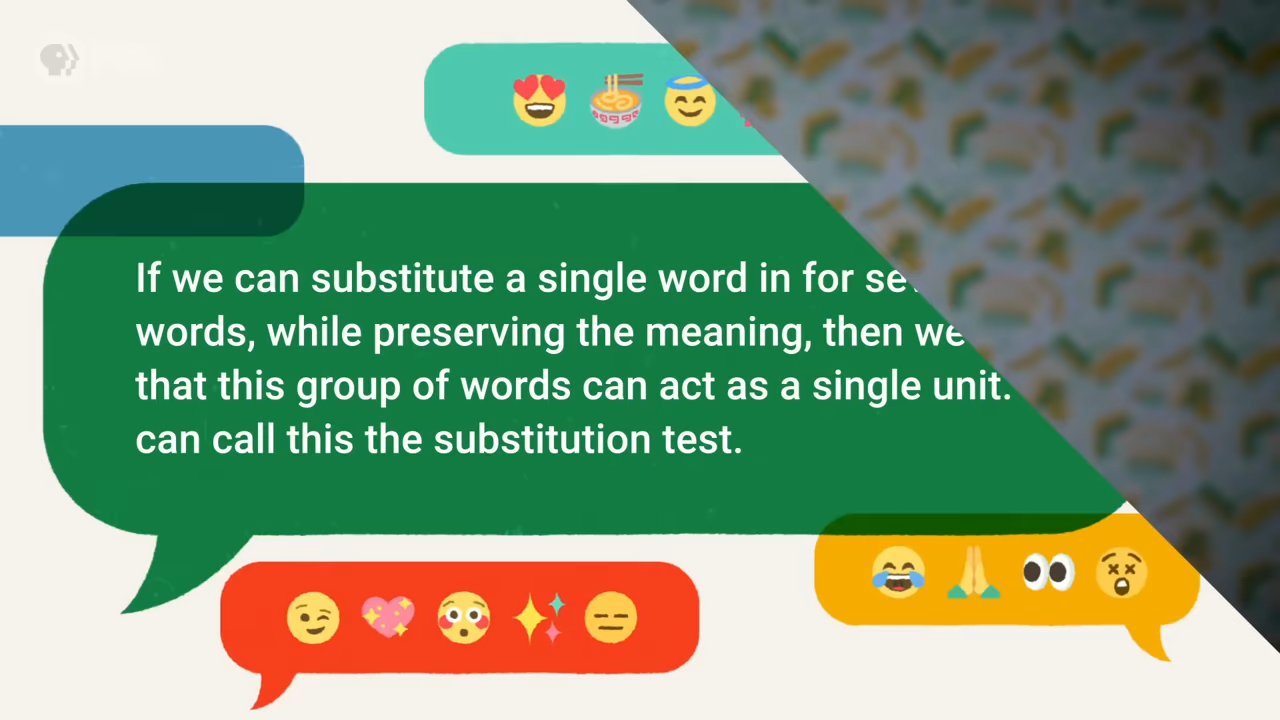 If we can substitute a single word in for
words, while preserving the meaning, then we
that this group of words can act as a single unit.
can call this the substitution test.